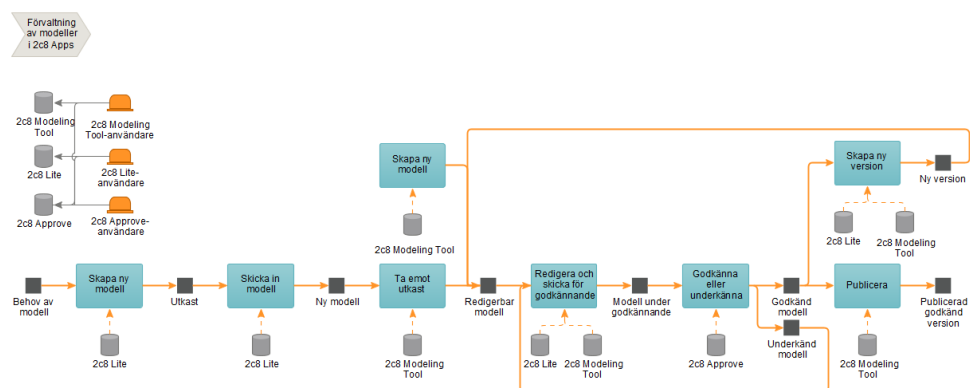 Förvaltning
av modeller
i 2c8 Apps
2c8 Modeling
Tool
2c8 Modeling
Tool-användare
2c8 Lite
2c8 Lite-
användare
2c8 Approve
2c8 Approve-
användare
Skapa ny
modell
2c8 Modeling Tool
Skapa ny
version
Ny version
2c8 Lite
2c8 Modeling
Tool
Behov av
modell
Skapa ny
modell
Utkast
Skicka in
modell
Ny modell
Ta emot
utkast
Redigerbar
modell
Redigera och
skicka för
godkännande
Modell under
godkännande
Godkänna
eller
underkänna
Godkänd
modell
Publicera
Publicerad
godkänd
version
Underkänd
modell
2c8 Lite
2c8 Lite
2c8 Modeling
Tool
2c8 Lite
2c8 Modeling
Tool
2c8 Approve
2c8 Modeling
Tool